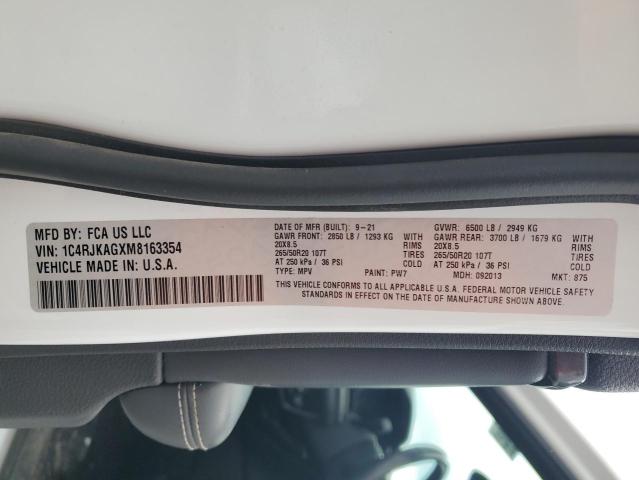 MFD BY: FCA US LLC
VIN: 1C4RJKAGXM8163354
VEHICLE MADE IN: U.S.A.
DATE OF MFR (BUILT): 9-21
GAWR FRONT: 2850 LB / 1293 KG WITH
20X8.5 RIMS
265/50R20 107T TIRES
AT 250 kPa / 36 PSI COLD
TYPE: MPV PAINT: PW7
GVWR: 6500 LB / 2949 KG
GAWR REAR: 3700 LB / 1679 KG WITH
20X8.5 RIMS
265/50R20 107T TIRES
AT 250 kPa / 36 PSI COLD
MDH: 092013 MKT: 875
THIS VEHICLE CONFORMS TO ALL APPLICABLE U.S.A. FEDERAL MOTOR VEHICLE SAFETY
STANDARDS IN EFFECT ON THE DATE OF MANUFACTURE SHOWN ABOVE.